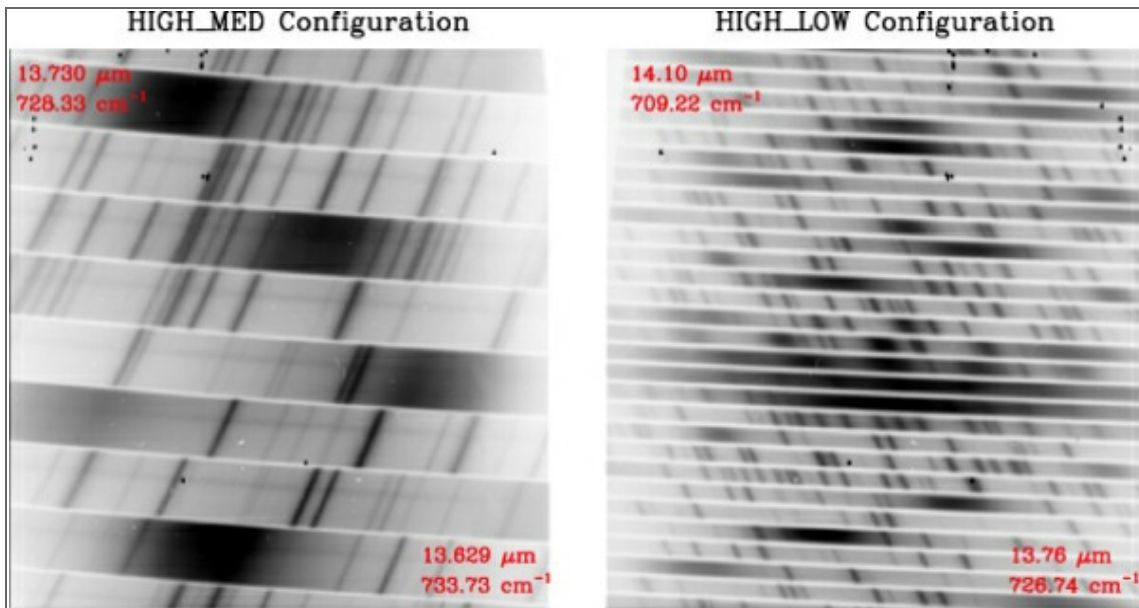 HIGH_MED Configuration
13.730 μm
728.33 cm⁻¹
13.629 μm
733.73 cm⁻¹
HIGH_LOW Configuration
14.10 μm
709.22 cm⁻¹
13.76 μm
726.74 cm⁻¹